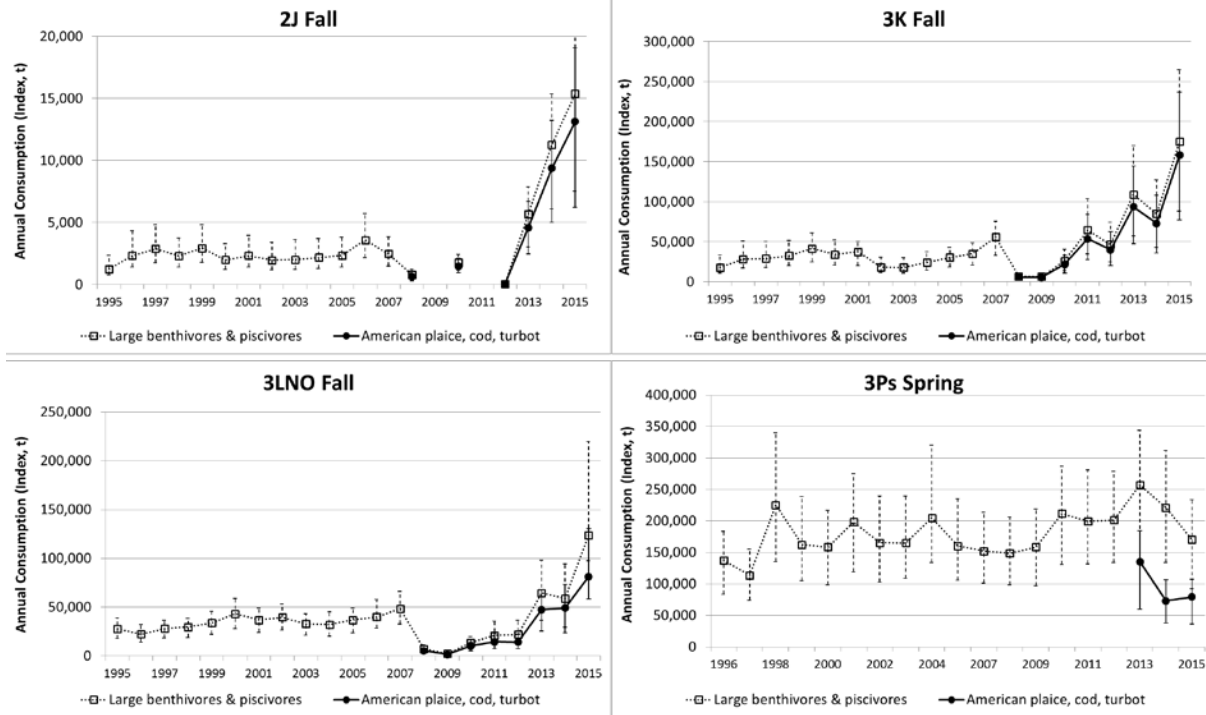 2J Fall
Annual Consumption (Index, t)
20,000
15,000
10,000
5,000
0
1995 1997 1999 2001 2003 2005 2007 2009 2011 2013 2015
Large benthivores & piscivores American plaice, cod, turbot
3K Fall
Annual Consumption (Index, t)
300,000
250,000
200,000
150,000
100,000
50,000
0
1995 1997 1999 2001 2003 2005 2007 2009 2011 2013 2015
Large benthivores & piscivores American plaice, cod, turbot
3LNO Fall
Annual Consumption (Index, t)
250,000
200,000
150,000
100,000
50,000
0
1995 1997 1999 2001 2003 2005 2007 2009 2011 2013 2015
Large benthivores & piscivores American plaice, cod, turbot
3Ps Spring
Annual Consumption (Index, t)
400,000
350,000
300,000
250,000
200,000
150,000
100,000
50,000
0
1996 1998 2000 2002 2004 2007 2009 2011 2013 2015
Large benthivores & piscivores American plaice, cod, turbot